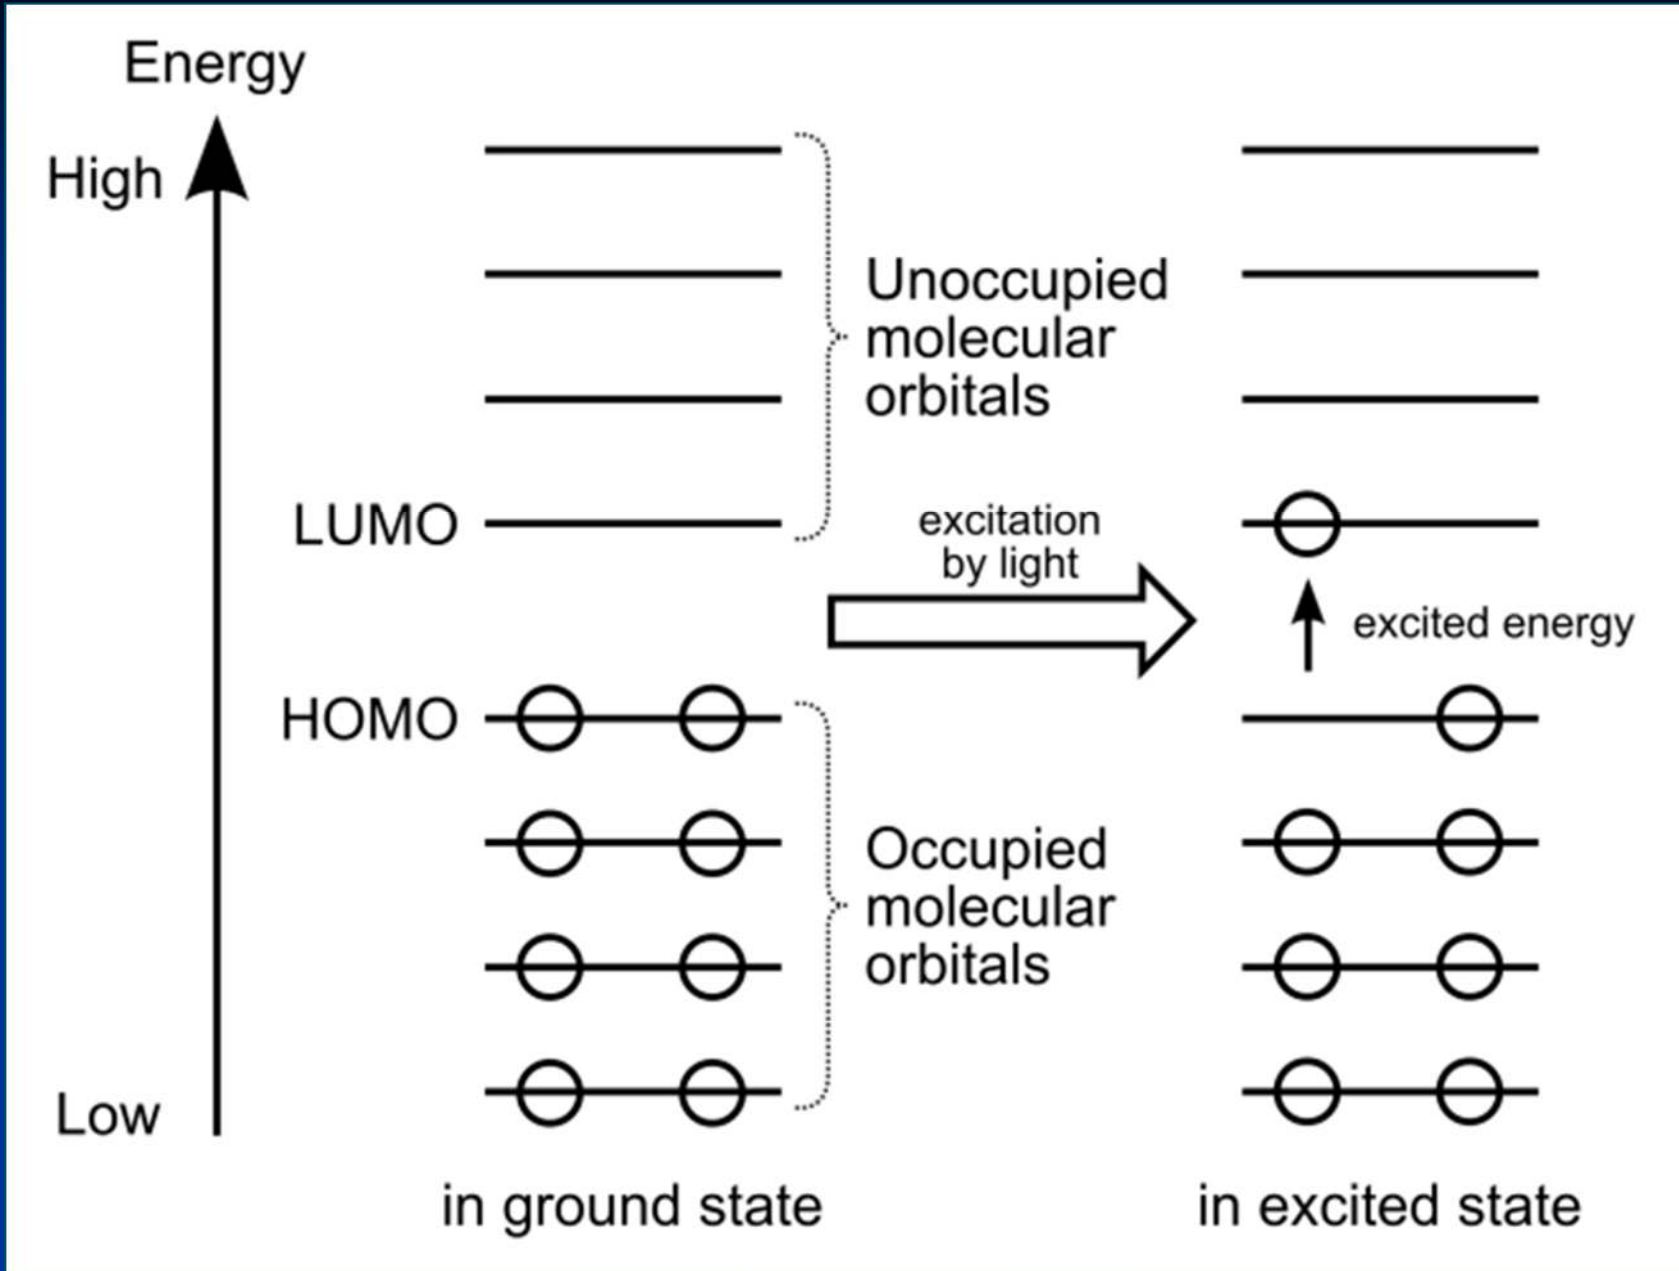 Energy
High
Unoccupied
molecular
orbitals
LUMO
excitation
by light
excited energy
HOMO
Occupied
molecular
orbitals
Low
in ground state
in excited state